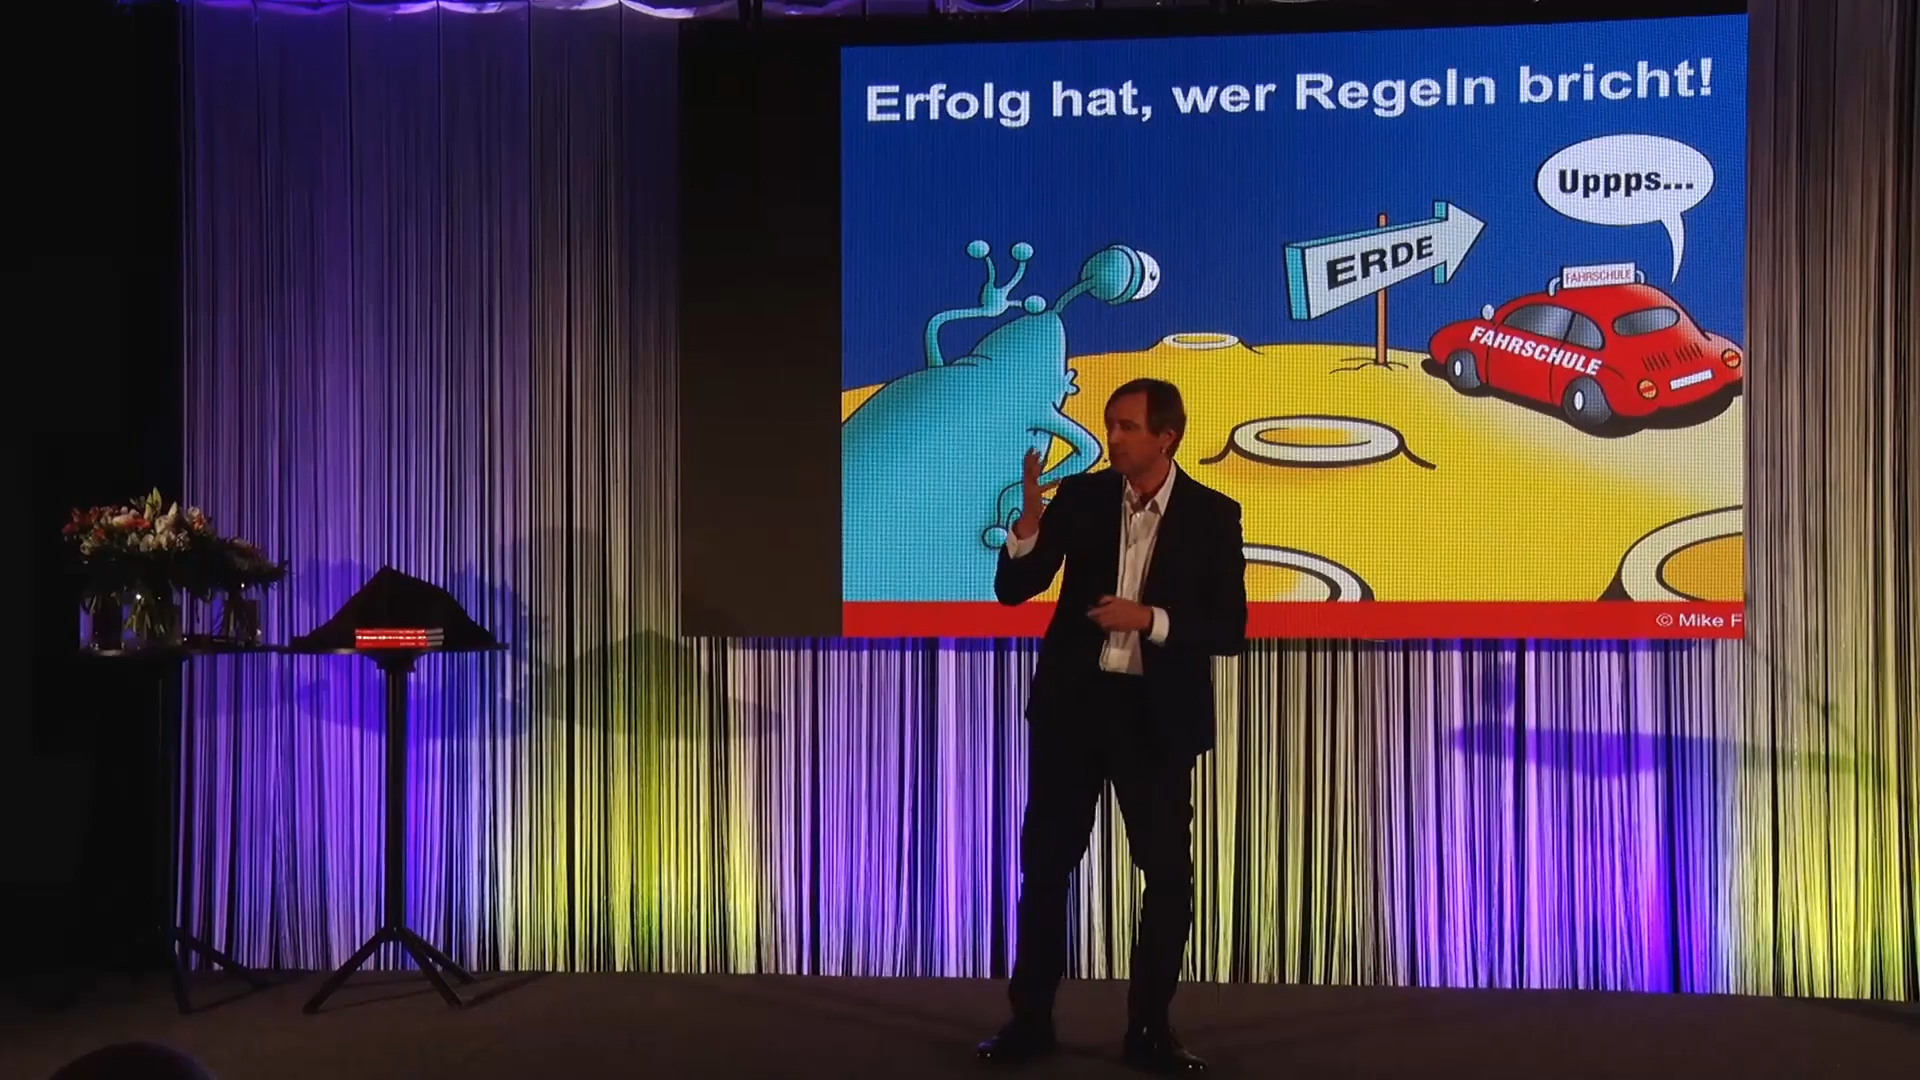 Erfolg hat, wer Regeln bricht!
Uppps...
ERDE
FAHRSCHULE
FAHRSCHULE
© Mike F